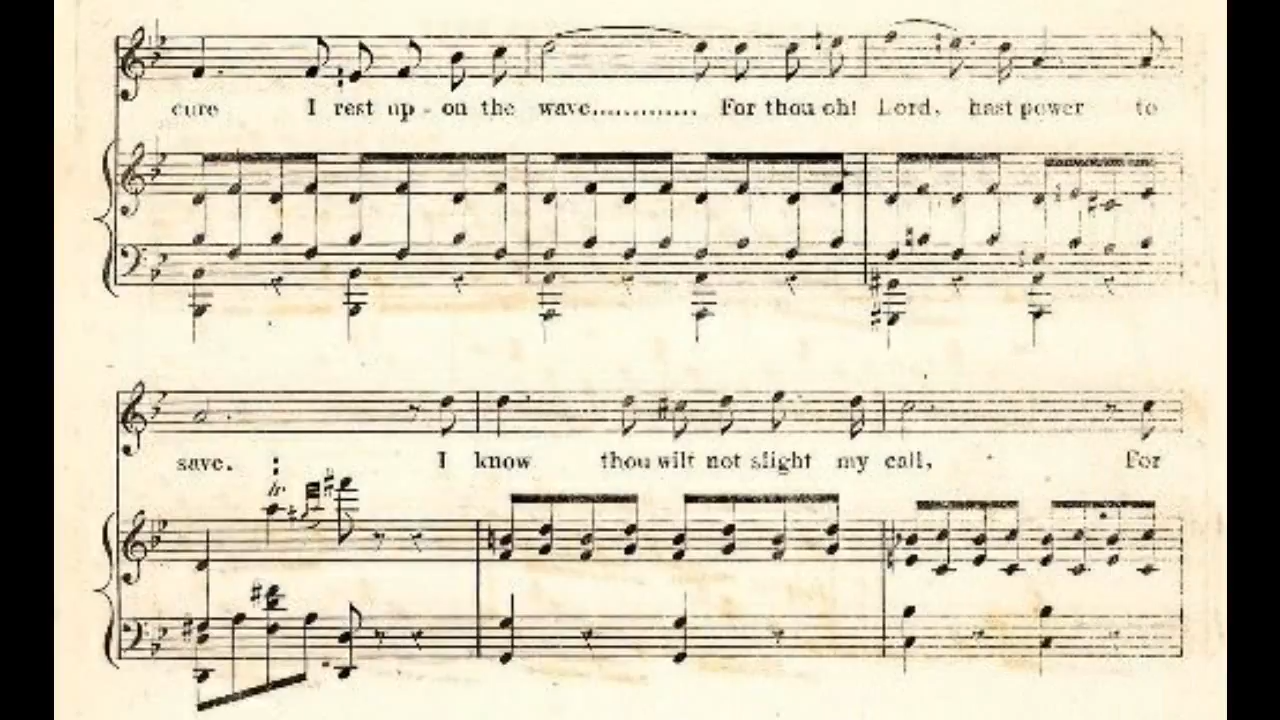 cure I rest up - on the wave............. For thou oh! Lord, hast power to
save. I know thou wilt not slight my call, For
tr